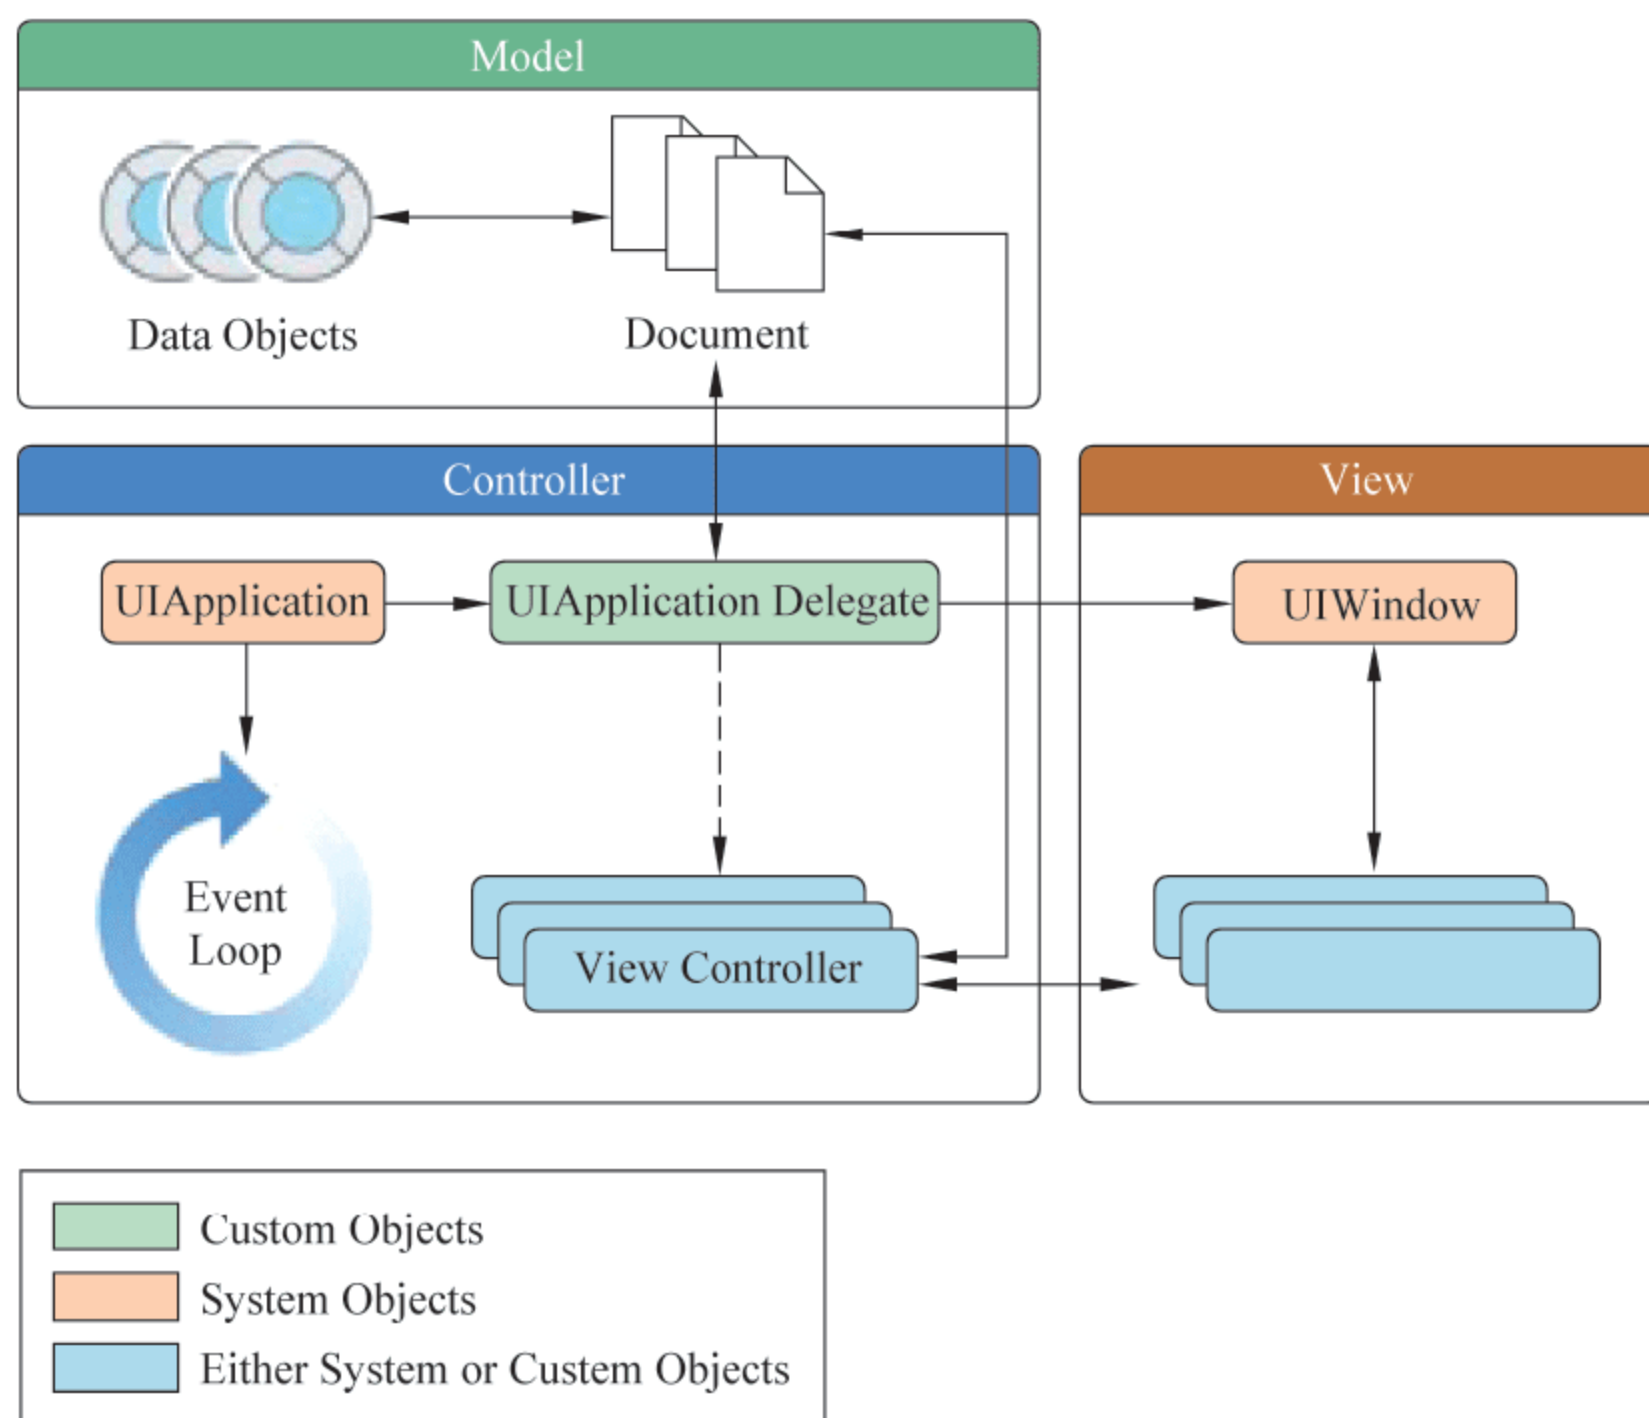 Model
Data Objects
Document
Controller
View
UIApplication
UIApplication Delegate
UIWindow
Event
Loop
View Controller
Custom Objects
System Objects
Either System or Custem Objects